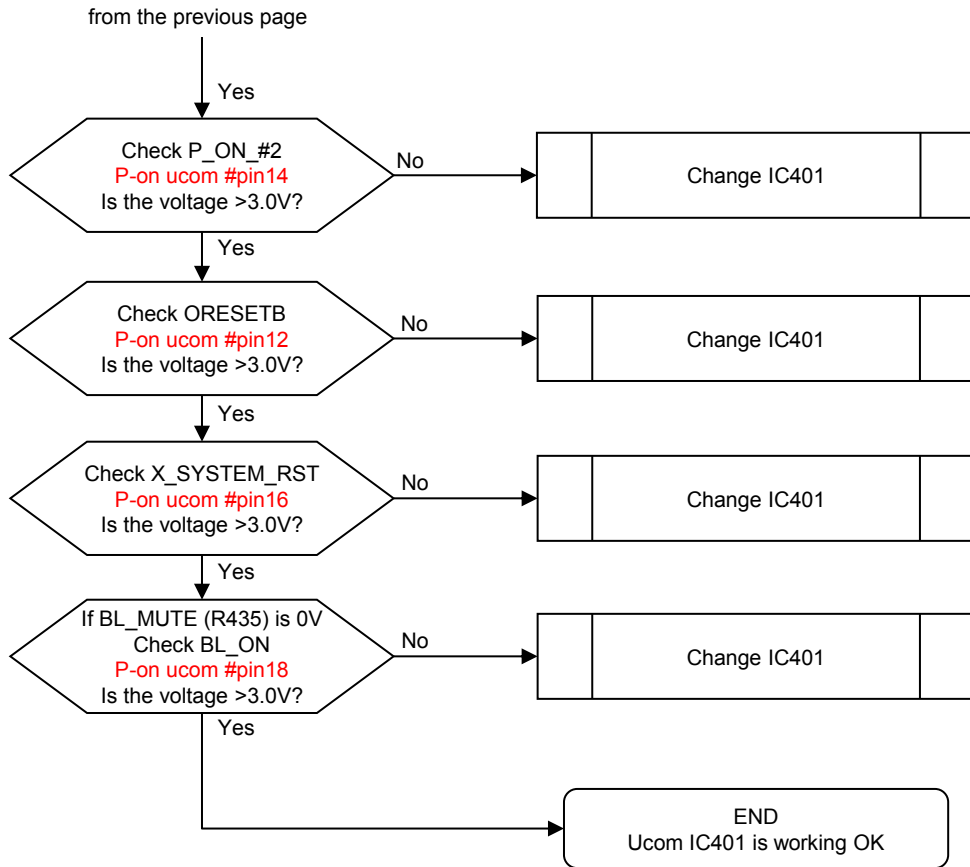 from the previous page
Yes
Check P_ON_#2
P-on ucom #pin14
Is the voltage >3.0V?
No
Change IC401
Yes
Check ORESETB
P-on ucom #pin12
Is the voltage >3.0V?
No
Change IC401
Yes
Check X_SYSTEM_RST
P-on ucom #pin16
Is the voltage >3.0V?
No
Change IC401
Yes
If BL_MUTE (R435) is 0V
Check BL_ON
P-on ucom #pin18
Is the voltage >3.0V?
No
Change IC401
Yes
END
Ucom IC401 is working OK